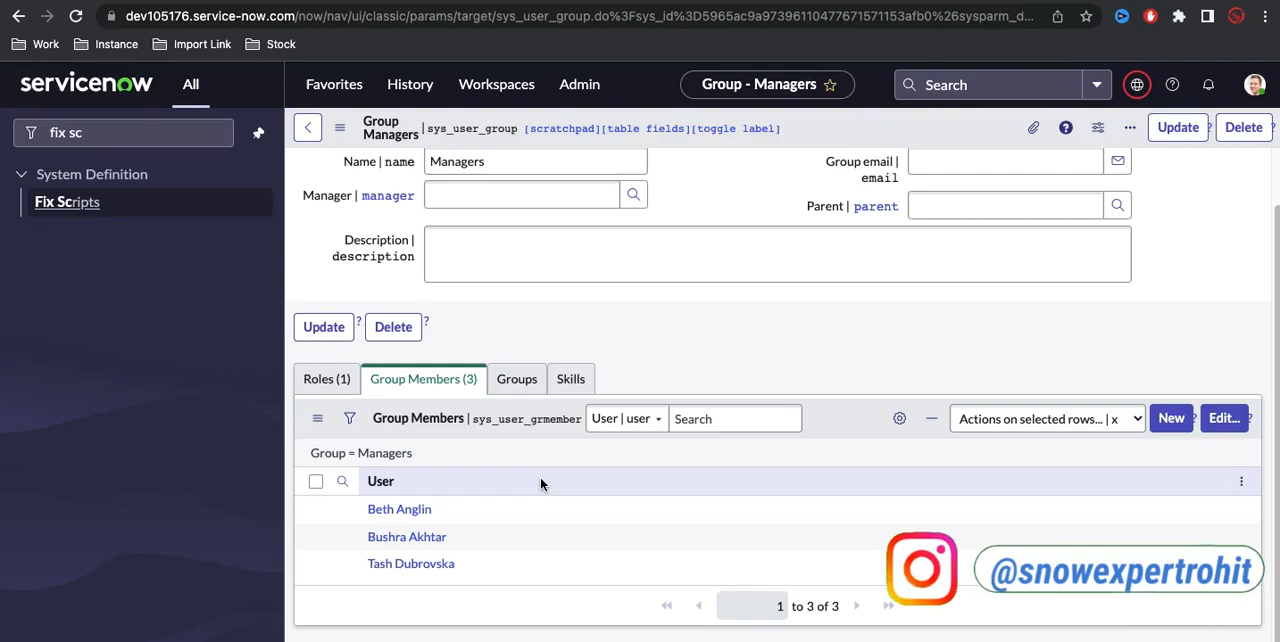 dev105176.service-now.com/now/nav/ui/classic/params/target/sys_user_group.do%3Fsys_id%3D5965ac9a97396110477671571153afb0%26sysparm_d...
Work Instance Import Link Stock
servicenow All Favorites History Workspaces Admin Group - Managers Search
fix sc
System Definition
Fix Scripts
Group
Managers | sys_user_group [scratchpad][table fields][toggle label] ? ... Update ? Delete ?
Name | name Managers
Group email |
email
Manager | manager
Parent | parent
Description |
description
Update ? Delete ?
Roles (1) Group Members (3) Groups Skills
Group Members | sys_user_grmember User | user Search Actions on selected rows... | x New ? Edit... ?
Group = Managers
User
Beth Anglin
Bushra Akhtar
Tash Dubrovska
@snowexpertrohit
1 to 3 of 3